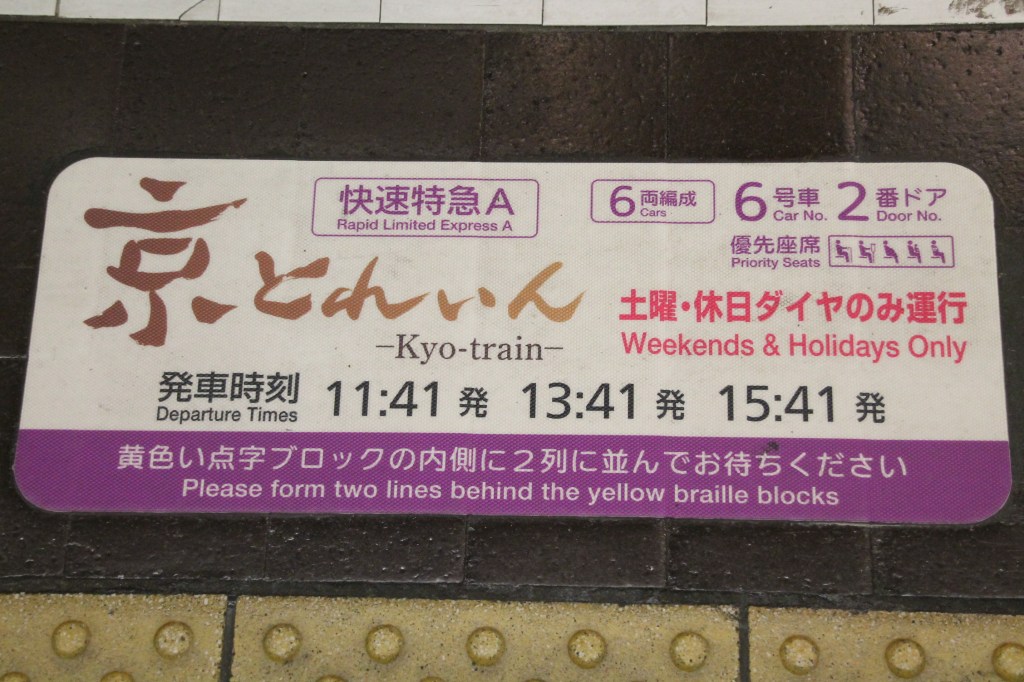 快速特急A
Rapid Limited Express A
6両編成
Cars
6号車
Car No.
2番ドア
Door No.
優先座席
Priority Seats
京とれいん
–Kyo-train–
土曜・休日ダイヤのみ運行
Weekends & Holidays Only
発車時刻
Departure Times
11:41 発 13:41 発 15:41 発
黄色い点字ブロックの内側に2列に並んでお待ちください
Please form two lines behind the yellow braille blocks